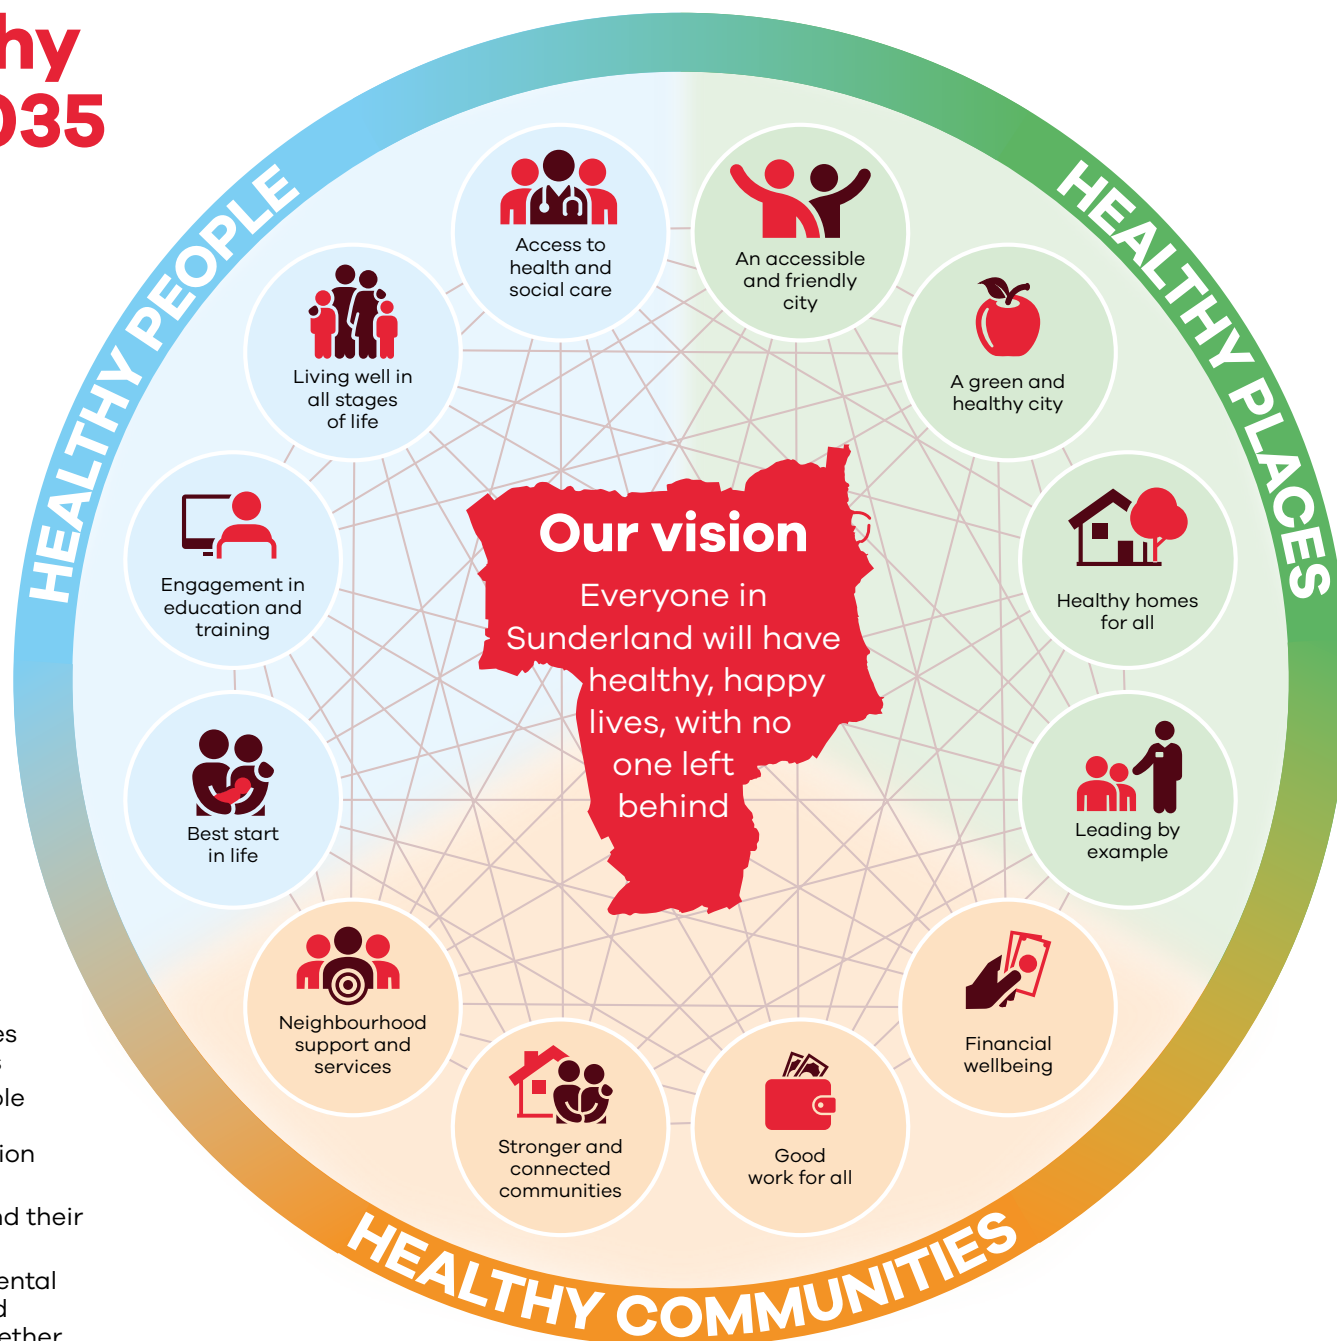 hy
035
HEALTHY PEOPLE
HEALTHY PLACES
HEALTHY COMMUNITIES
Access to
health and
social care
An accessible
and friendly
city
Living well in
all stages
of life
A green and
healthy city
Engagement in
education and
training
Healthy homes
for all
Our vision
Everyone in
Sunderland will have
healthy, happy
lives, with no
one left
behind
Best start
in life
Leading by
example
Neighbourhood
support and
services
Financial
wellbeing
Stronger and
connected
communities
Good
work for all
es
s
ole
ion
nd their
ental
d
ether